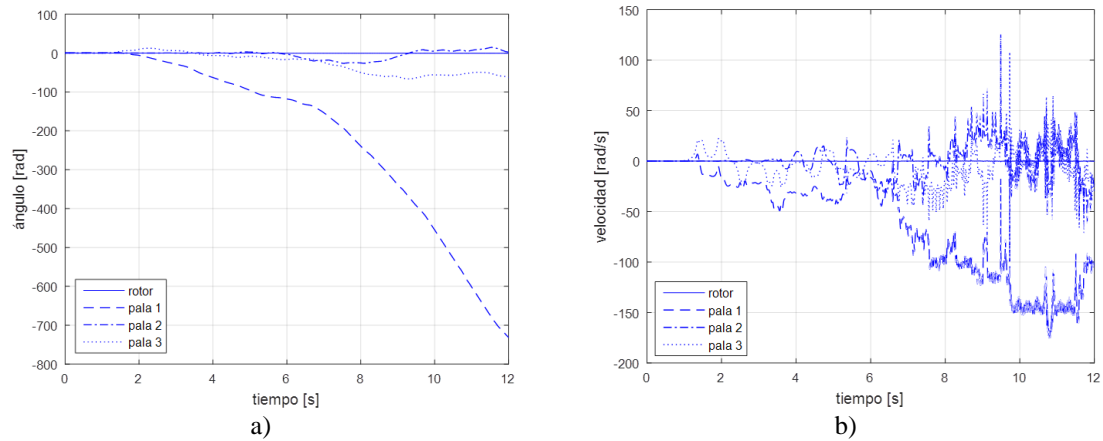 100
0
-100
-200
-300
-400
-500
-600
-700
-800
ángulo [rad]
rotor
pala 1
pala 2
pala 3
0 2 4 6 8 10 12
tiempo [s]
a)
150
100
50
0
-50
-100
-150
-200
velocidad [rad/s]
rotor
pala 1
pala 2
pala 3
0 2 4 6 8 10 12
tiempo [s]
b)